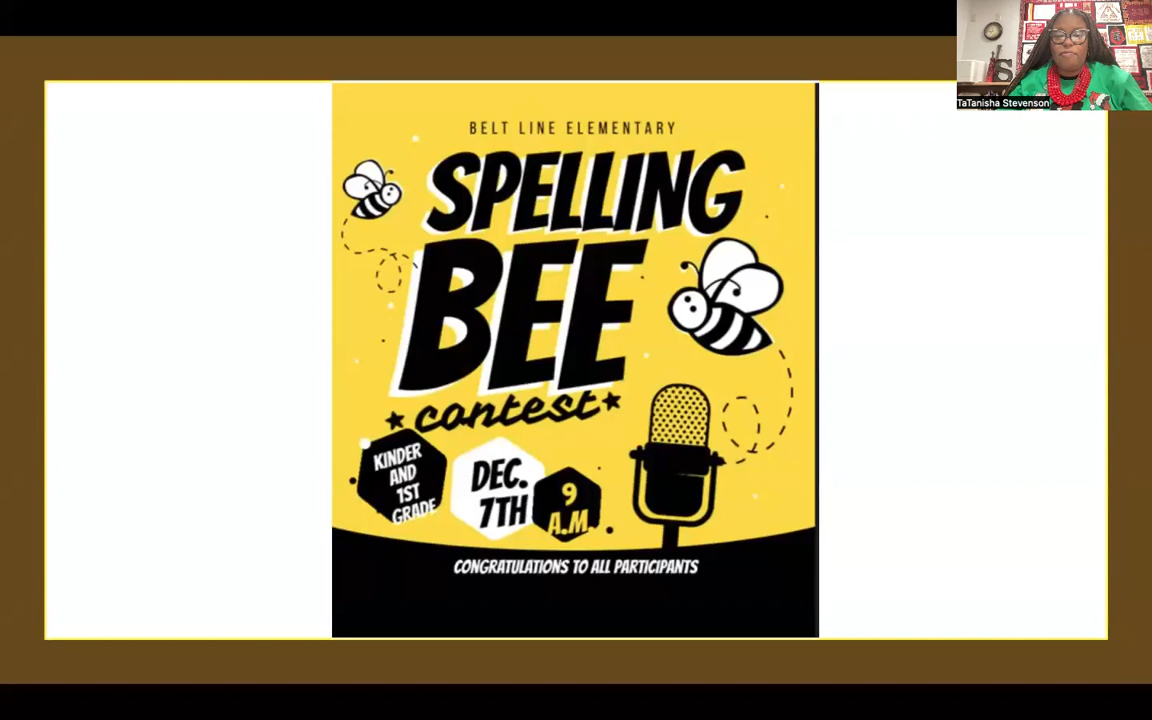 TaTanisha Stevenson
BELT LINE ELEMENTARY
SPELLING
BEE
contest
KINDER
AND
1ST
GRADE
DEC.
7TH
9
A.M.
CONGRATULATIONS TO ALL PARTICIPANTS